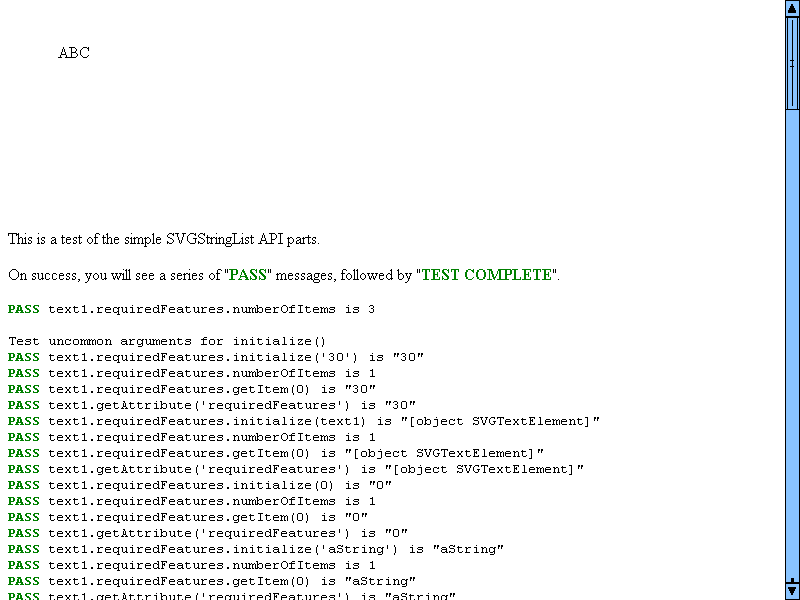 ABC
This is a test of the simple SVGStringList API parts.
On success, you will see a series of "PASS" messages, followed by "TEST COMPLETE".
PASS text1.requiredFeatures.numberOfItems is 3
Test uncommon arguments for initialize()
PASS text1.requiredFeatures.initialize('30') is "30"
PASS text1.requiredFeatures.numberOfItems is 1
PASS text1.requiredFeatures.getItem(0) is "30"
PASS text1.getAttribute('requiredFeatures') is "30"
PASS text1.requiredFeatures.initialize(text1) is "[object SVGTextElement]"
PASS text1.requiredFeatures.numberOfItems is 1
PASS text1.requiredFeatures.getItem(0) is "[object SVGTextElement]"
PASS text1.getAttribute('requiredFeatures') is "[object SVGTextElement]"
PASS text1.requiredFeatures.initialize(0) is "0"
PASS text1.requiredFeatures.numberOfItems is 1
PASS text1.requiredFeatures.getItem(0) is "0"
PASS text1.getAttribute('requiredFeatures') is "0"
PASS text1.requiredFeatures.initialize('aString') is "aString"
PASS text1.requiredFeatures.numberOfItems is 1
PASS text1.requiredFeatures.getItem(0) is "aString"
PASS text1.getAttribute('requiredFeatures') is "aString"